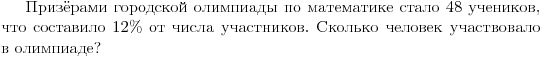 Призёрами городской олимпиады по математике стало 48 учеников,
что составило 12% от числа участников. Сколько человек участвовало
в олимпиаде?